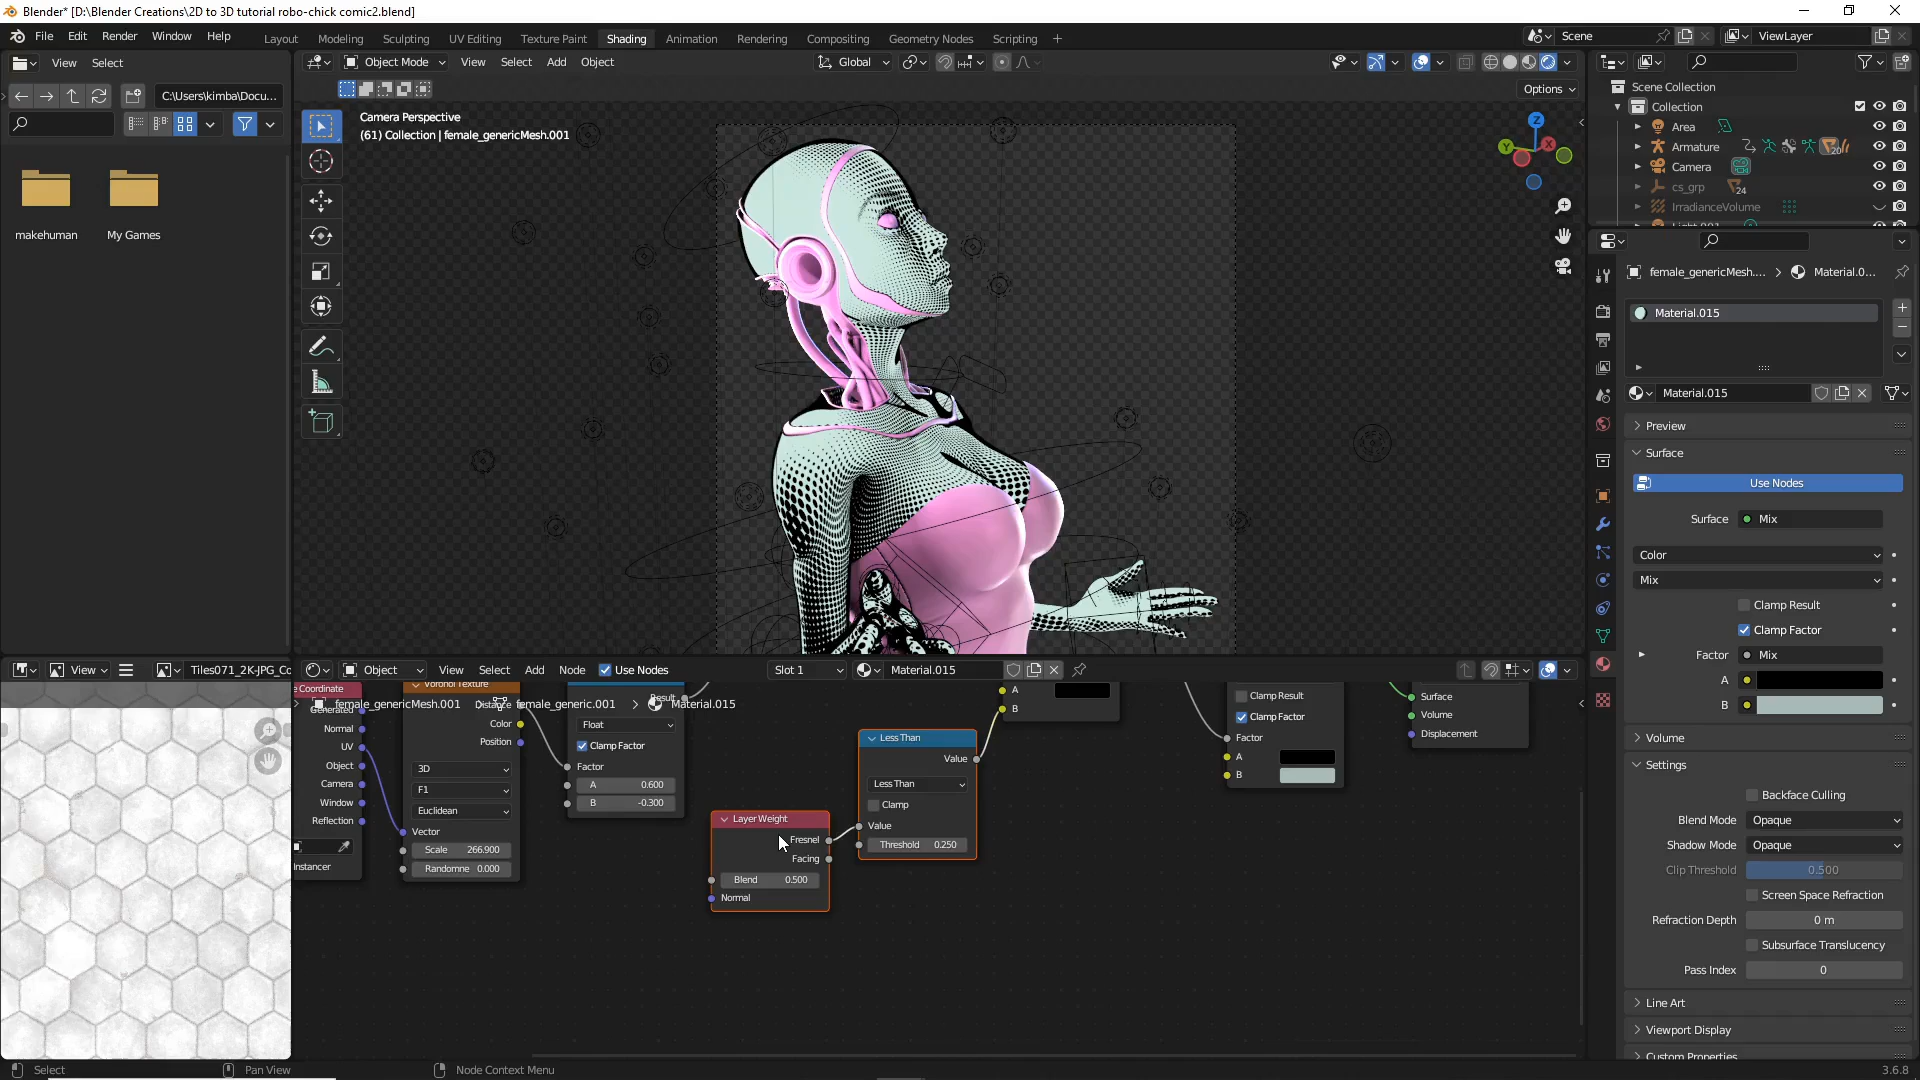 Blender* [D:\Blender Creations\2D to 3D tutorial robo-chick comic2.blend]
File Edit Render Window Help
Layout Modeling Sculpting UV Editing Texture Paint Shading Animation Rendering Compositing Geometry Nodes Scripting +
Scene
ViewLayer
View Select
Object Mode View Select Add Object
Global
C:\Users\kimba\Docu...
Options
makehuman
My Games
Camera Perspective
(61) Collection | female_genericMesh.001
Z
Y
X
Scene Collection
Collection
Area
Armature
20
Camera
cs_grp
24
IrradianceVolume
female_genericMesh....
Material.0...
Material.015
Material.015
Preview
Surface
Use Nodes
Surface Mix
Color
Mix
Clamp Result
Clamp Factor
Factor Mix
A
B
Volume
Settings
Backface Culling
Blend Mode Opaque
Shadow Mode Opaque
Clip Threshold 0.500
Screen Space Refraction
Refraction Depth 0 m
Subsurface Translucency
Pass Index 0
Line Art
Viewport Display
Custom Properties
View
Tiles071_2K-JPG_Co
Object View Select Add Node Use Nodes
Slot 1
Material.015
female_genericMesh.001 > female_generic.001 > Material.015
e Coordinate
Generated
Normal
UV
Object
Camera
Window
Reflection
nstancer
Voronoi Texture
Distance
Color
Position
3D
F1
Euclidean
Vector
Scale 266.900
Randomne 0.000
Result
Float
Clamp Factor
Factor
A 0.600
B -0.300
Layer Weight
Fresnel
Facing
Blend 0.500
Normal
Less Than
Value
Less Than
Clamp
Value
Threshold 0.250
A
B
Clamp Result
Clamp Factor
Factor
A
B
Surface
Volume
Displacement
Select
Pan View
Node Context Menu
3.6.8